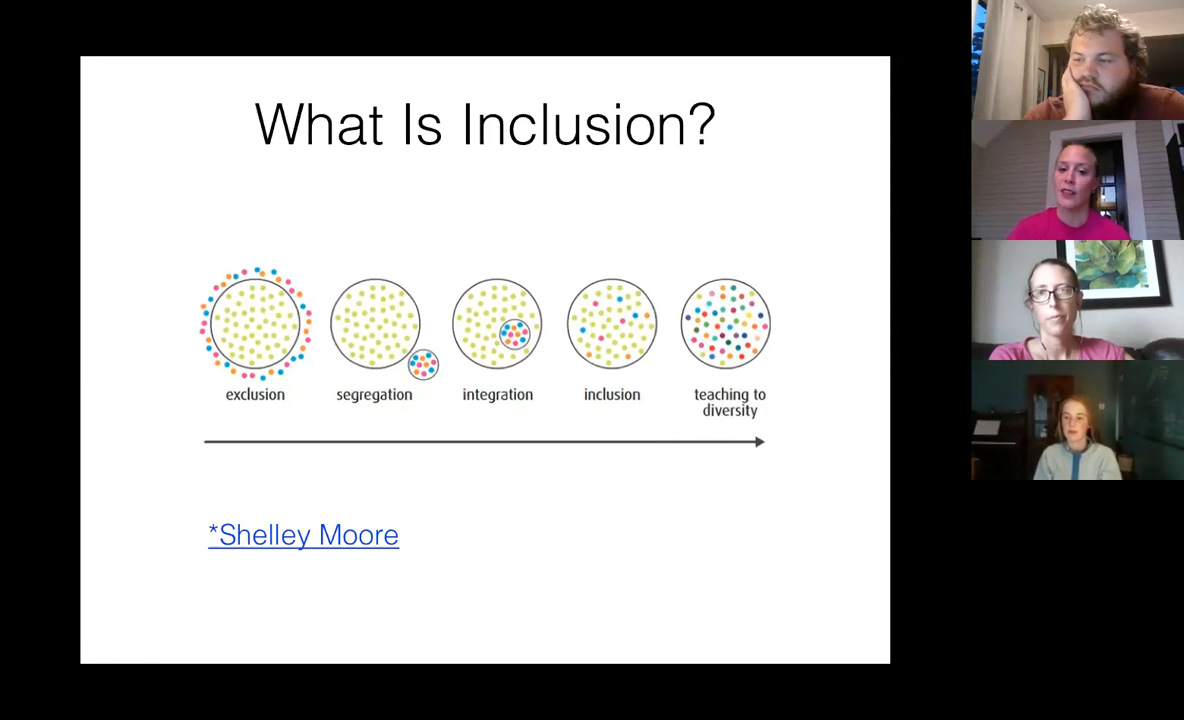 What Is Inclusion?
exclusion
segregation
integration
inclusion
teaching to
diversity
*Shelley Moore